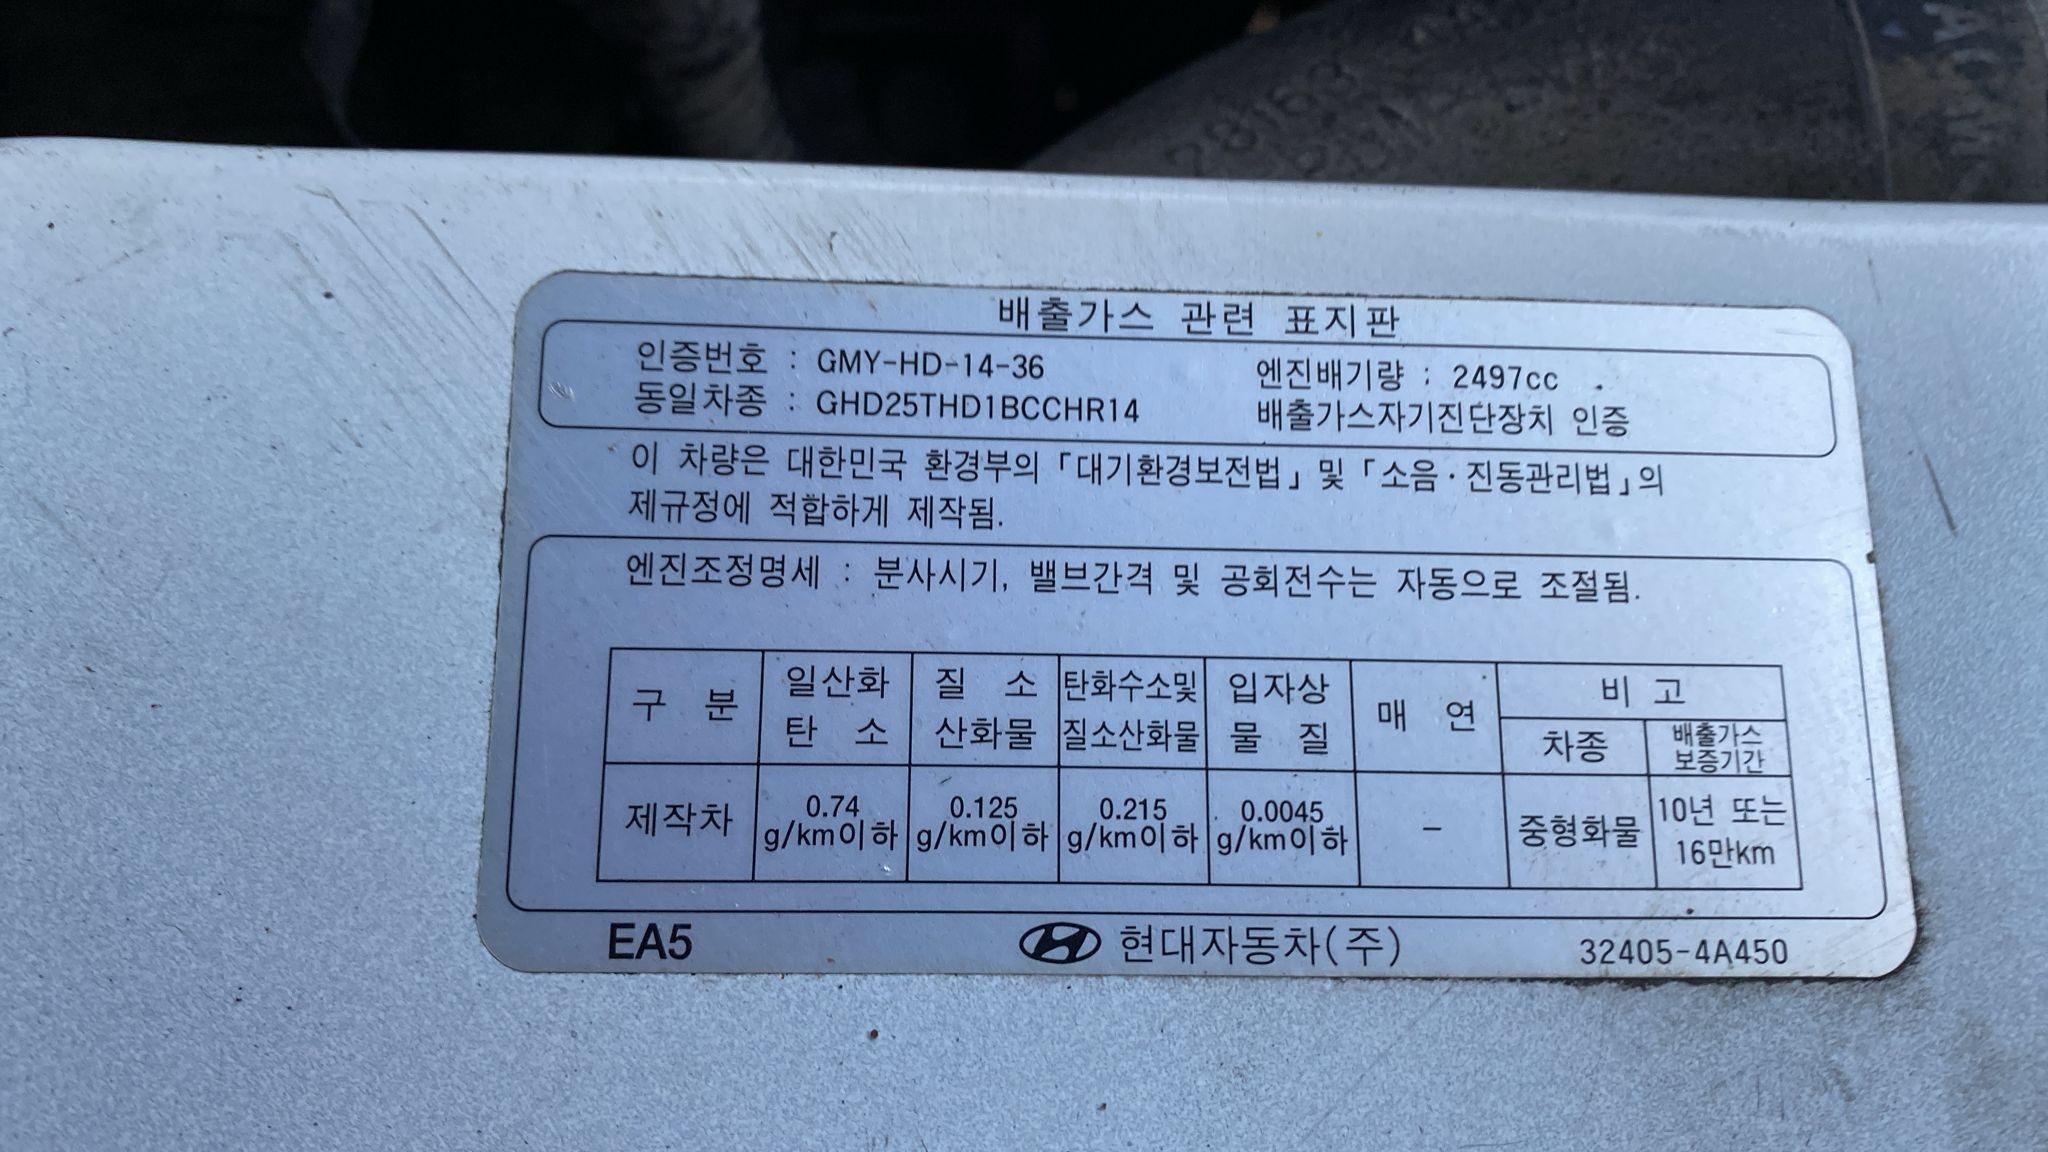 28160
배출가스 관련 표지판
인증번호 : GMY-HD-14-36 엔진배기량 : 2497cc .
동일차종 : GHD25THD1BCCHR14 배출가스자기진단장치 인증
이 차량은 대한민국 환경부의 「대기환경보전법」 및 「소음·진동관리법」의
제규정에 적합하게 제작됨.
엔진조정명세 : 분사시기, 밸브간격 및 공회전수는 자동으로 조절됨.
구 분 일산화탄 소 질 소산화물 탄화수소및질소산화물 입자상물 질 매 연 비 고
차종 배출가스보증기간
제작차 0.74 g/km이하 0.125 g/km이하 0.215 g/km이하 0.0045 g/km이하 - 중형화물 10년 또는 16만km
EA5 현대자동차(주) 32405-4A450